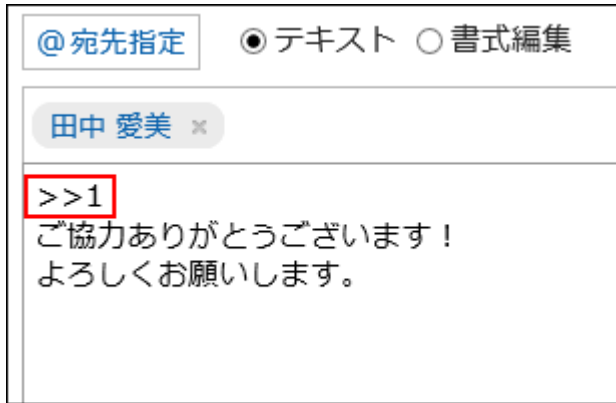 @宛先指定 テキスト 書式編集
田中 愛美 ×
>>1
ご協力ありがとうございます！
よろしくお願いします。